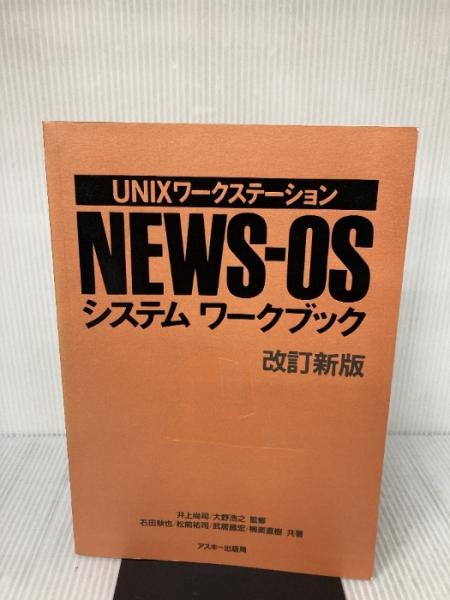 UNIXワークステーション
NEWS-OS
システム ワークブック
改訂新版
井上尚司/大野浩之 監修
石田秋也/松前祐司/武居昌宏/楜澤直樹 共著
アスキー出版局